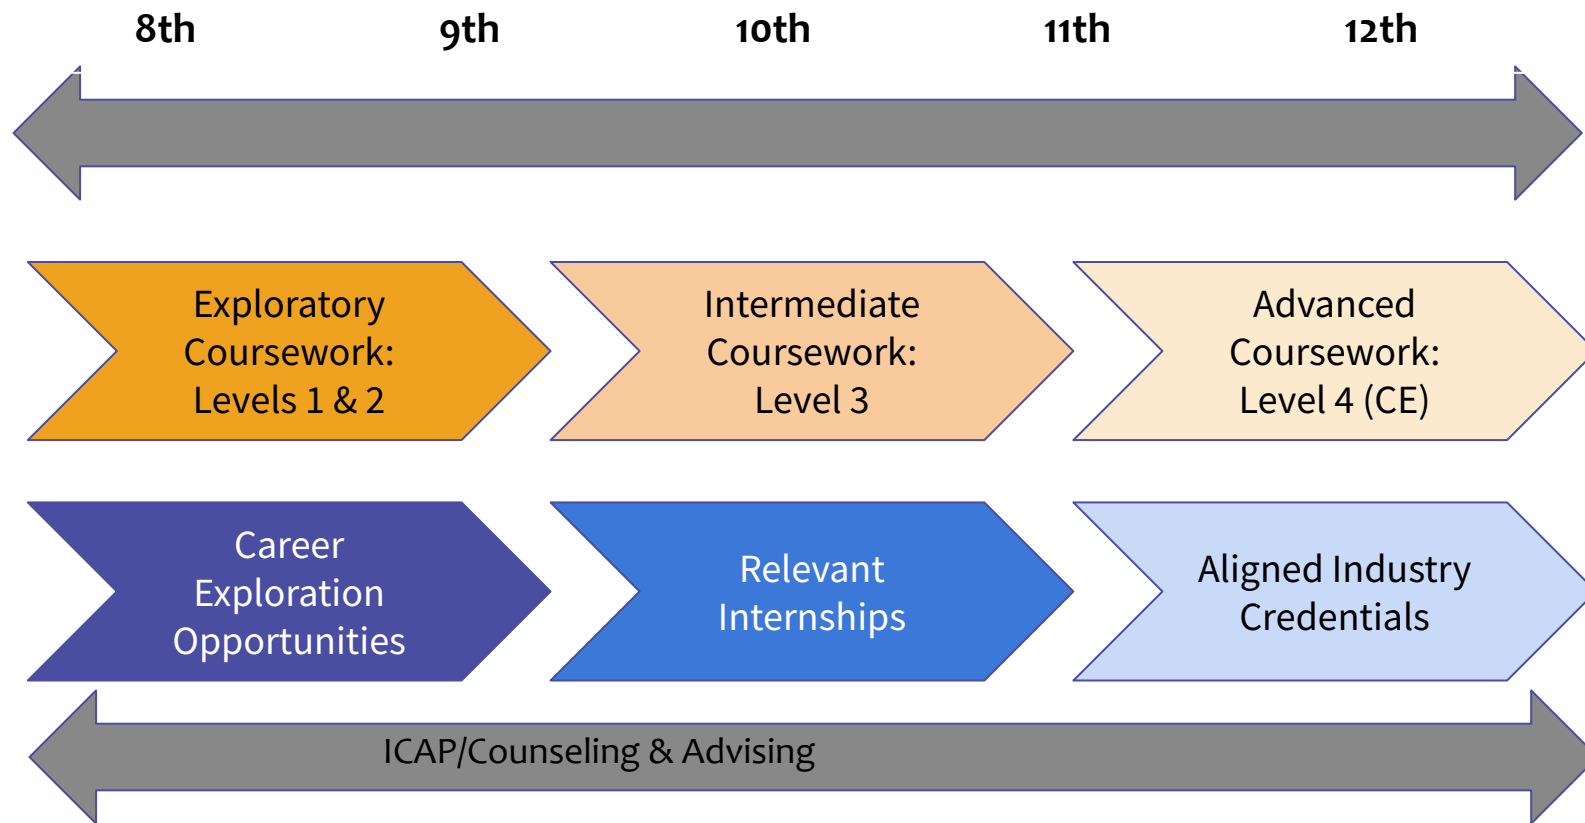 8th 9th 10th 11th 12th
Exploratory
Coursework:
Levels 1 & 2
Intermediate
Coursework:
Level 3
Advanced
Coursework:
Level 4 (CE)
Career
Exploration
Opportunities
Relevant
Internships
Aligned Industry
Credentials
ICAP/Counseling & Advising